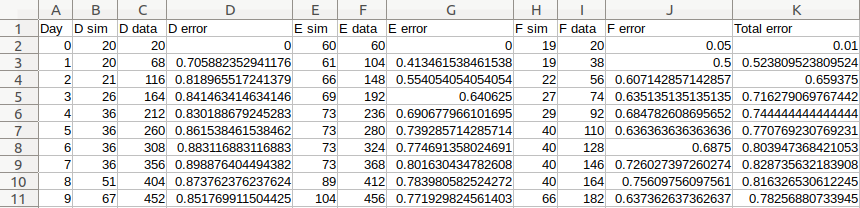 A B C D E F G H I J K
1 Day D sim D data D error E sim E data E error F sim F data F error Total error
2 0 20 20 0 60 60 0 19 20 0.05 0.01
3 1 20 68 0.705882352941176 61 104 0.413461538461538 19 38 0.5 0.523809523809524
4 2 21 116 0.818965517241379 66 148 0.554054054054054 22 56 0.607142857142857 0.659375
5 3 26 164 0.841463414634146 69 192 0.640625 27 74 0.635135135135135 0.716279069767442
6 4 36 212 0.830188679245283 73 236 0.690677966101695 29 92 0.684782608695652 0.744444444444444
7 5 36 260 0.861538461538462 73 280 0.739285714285714 40 110 0.636363636363636 0.770769230769231
8 6 36 308 0.883116883116883 73 324 0.774691358024691 40 128 0.6875 0.803947368421053
9 7 36 356 0.898876404494382 73 368 0.801630434782608 40 146 0.726027397260274 0.828735632183908
10 8 51 404 0.873762376237624 89 412 0.783980582524272 40 164 0.75609756097561 0.816326530612245
11 9 67 452 0.851769911504425 104 456 0.771929824561403 66 182 0.637362637362637 0.78256880733945